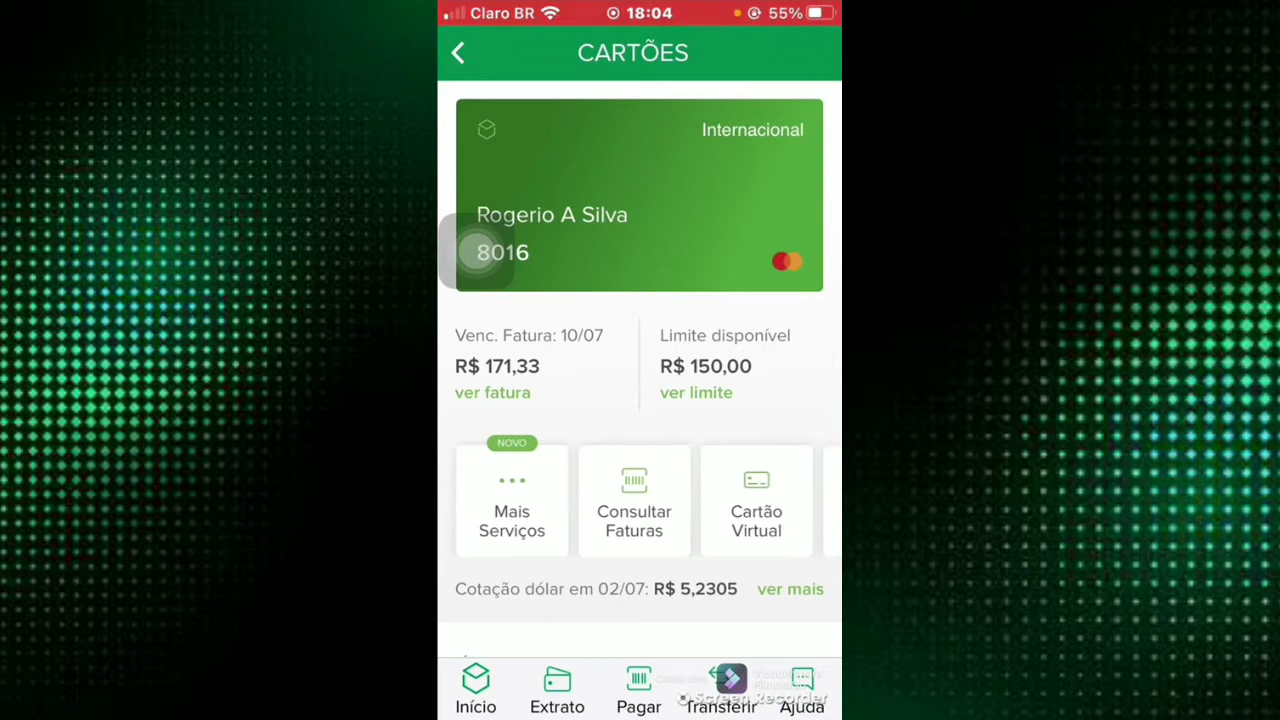 Claro BR 18:04 55%
CARTÕES
Internacional
Rogerio A Silva
8016
Venc. Fatura: 10/07
R$ 171,33
ver fatura
Limite disponível
R$ 150,00
ver limite
NOVO
Mais
Serviços
Consultar
Faturas
Cartão
Virtual
Cotação dólar em 02/07: R$ 5,2305 ver mais
Início
Extrato
Pagar
Transferir
Ajuda
Screen Recorder